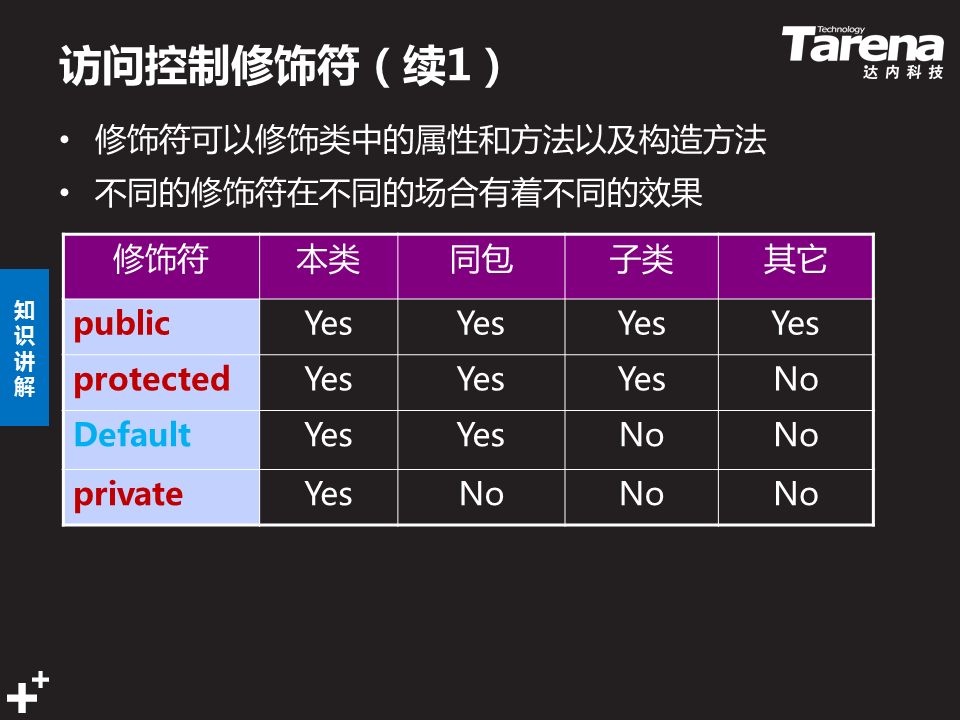 访问控制修饰符（续1）
Technology
Tarena
达内科技
• 修饰符可以修饰类中的属性和方法以及构造方法
• 不同的修饰符在不同的场合有着不同的效果
知识讲解
修饰符 本类 同包 子类 其它
public Yes Yes Yes Yes
protected Yes Yes Yes No
Default Yes Yes No No
private Yes No No No